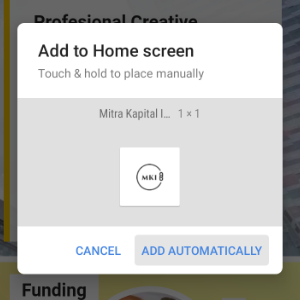 Profesional Creative
Add to Home screen
Touch & hold to place manually
Mitra Kapital I... 1 × 1
MKI
CANCEL
ADD AUTOMATICALLY
Funding